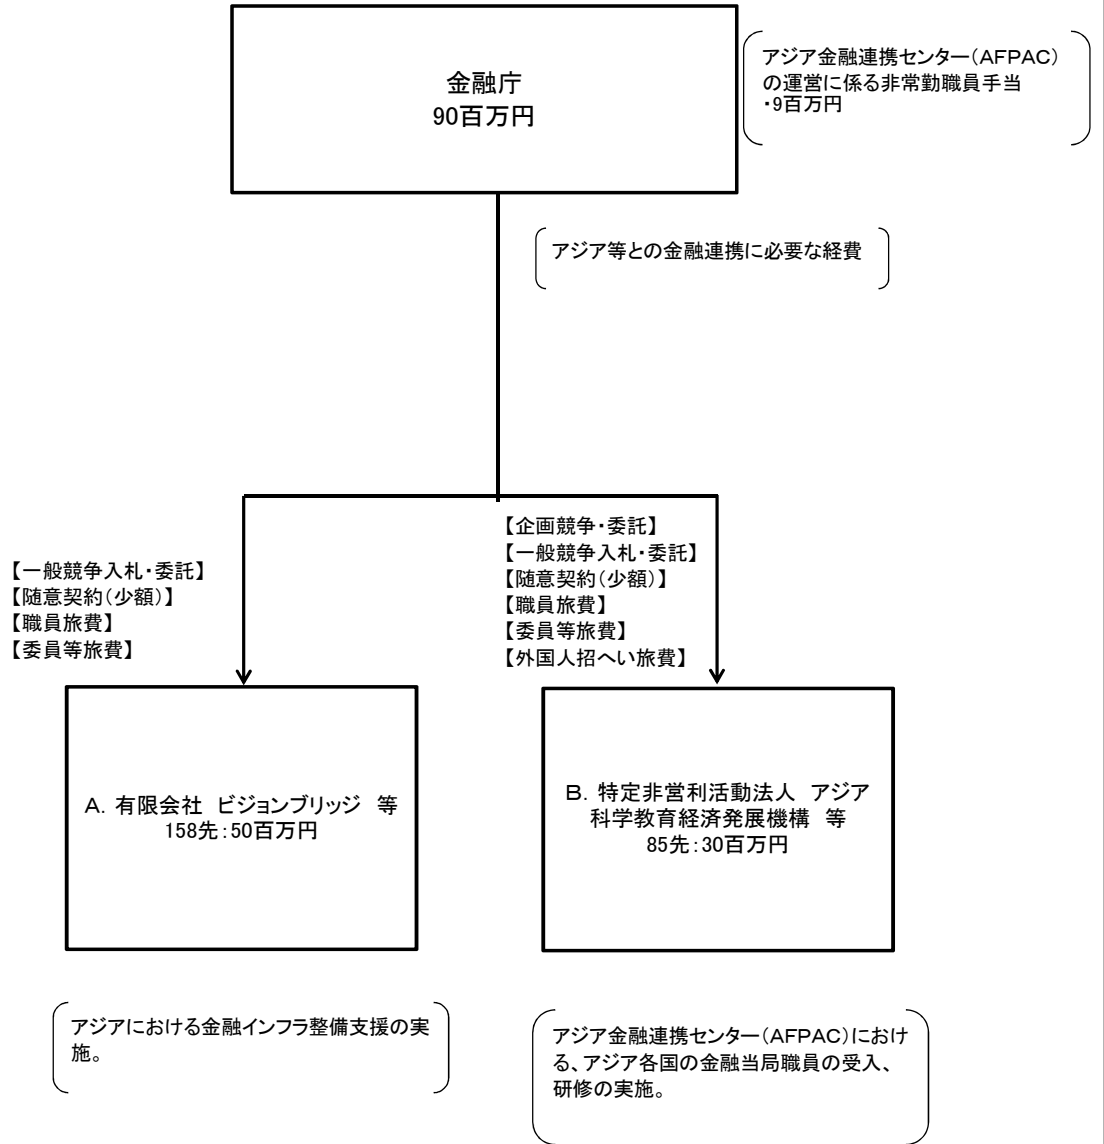 金融庁
90百万円
アジア金融連携センター(AFPAC)
の運営に係る非常勤職員手当
・9百万円
アジア等との金融連携に必要な経費
【一般競争入札・委託】
【随意契約(少額)】
【職員旅費】
【委員等旅費】
【企画競争・委託】
【一般競争入札・委託】
【随意契約(少額)】
【職員旅費】
【委員等旅費】
【外国人招へい旅費】
A. 有限会社 ビジョンブリッジ 等
158先:50百万円
B. 特定非営利活動法人 アジア
科学教育経済発展機構 等
85先:30百万円
アジアにおける金融インフラ整備支援の実
施。
アジア金融連携センター(AFPAC)におけ
る、アジア各国の金融当局職員の受入、
研修の実施。